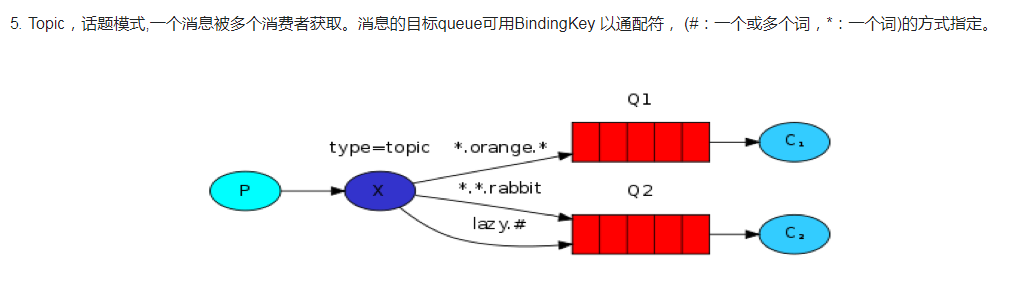 5. Topic，话题模式,一个消息被多个消费者获取。消息的目标queue可用BindingKey 以通配符，(#：一个或多个词，*：一个词)的方式指定。
Q1
type=topic *.orange.*
C₁
P
X
*.*.rabbit
Q2
lazy.#
C₂